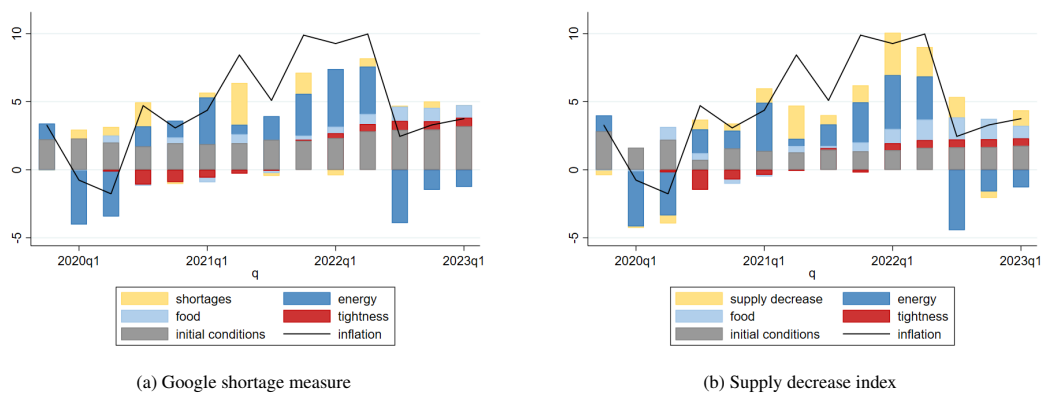 10
5
0
-5
2020q1 2021q1 2022q1 2023q1
q
shortages energy
food tightness
initial conditions inflation
(a) Google shortage measure
10
5
0
-5
2020q1 2021q1 2022q1 2023q1
q
supply decrease energy
food tightness
initial conditions inflation
(b) Supply decrease index